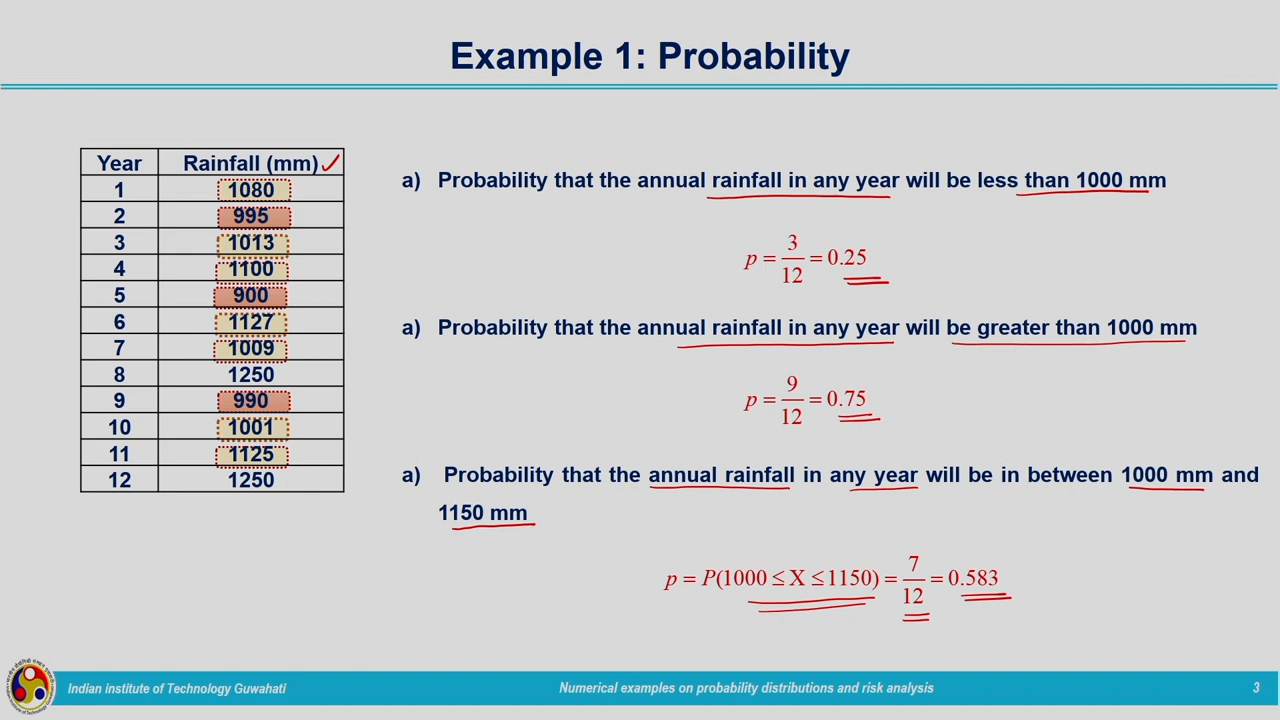 Example 1: Probability
Year Rainfall (mm)
1 1080
2 995
3 1013
4 1100
5 900
6 1127
7 1009
8 1250
9 990
10 1001
11 1125
12 1250
a) Probability that the annual rainfall in any year will be less than 1000 mm
p = 3/12 = 0.25
a) Probability that the annual rainfall in any year will be greater than 1000 mm
p = 9/12 = 0.75
a) Probability that the annual rainfall in any year will be in between 1000 mm and
1150 mm
p = P(1000 ≤ X ≤ 1150) = 7/12 = 0.583
Indian institute of Technology Guwahati
Numerical examples on probability distributions and risk analysis
3